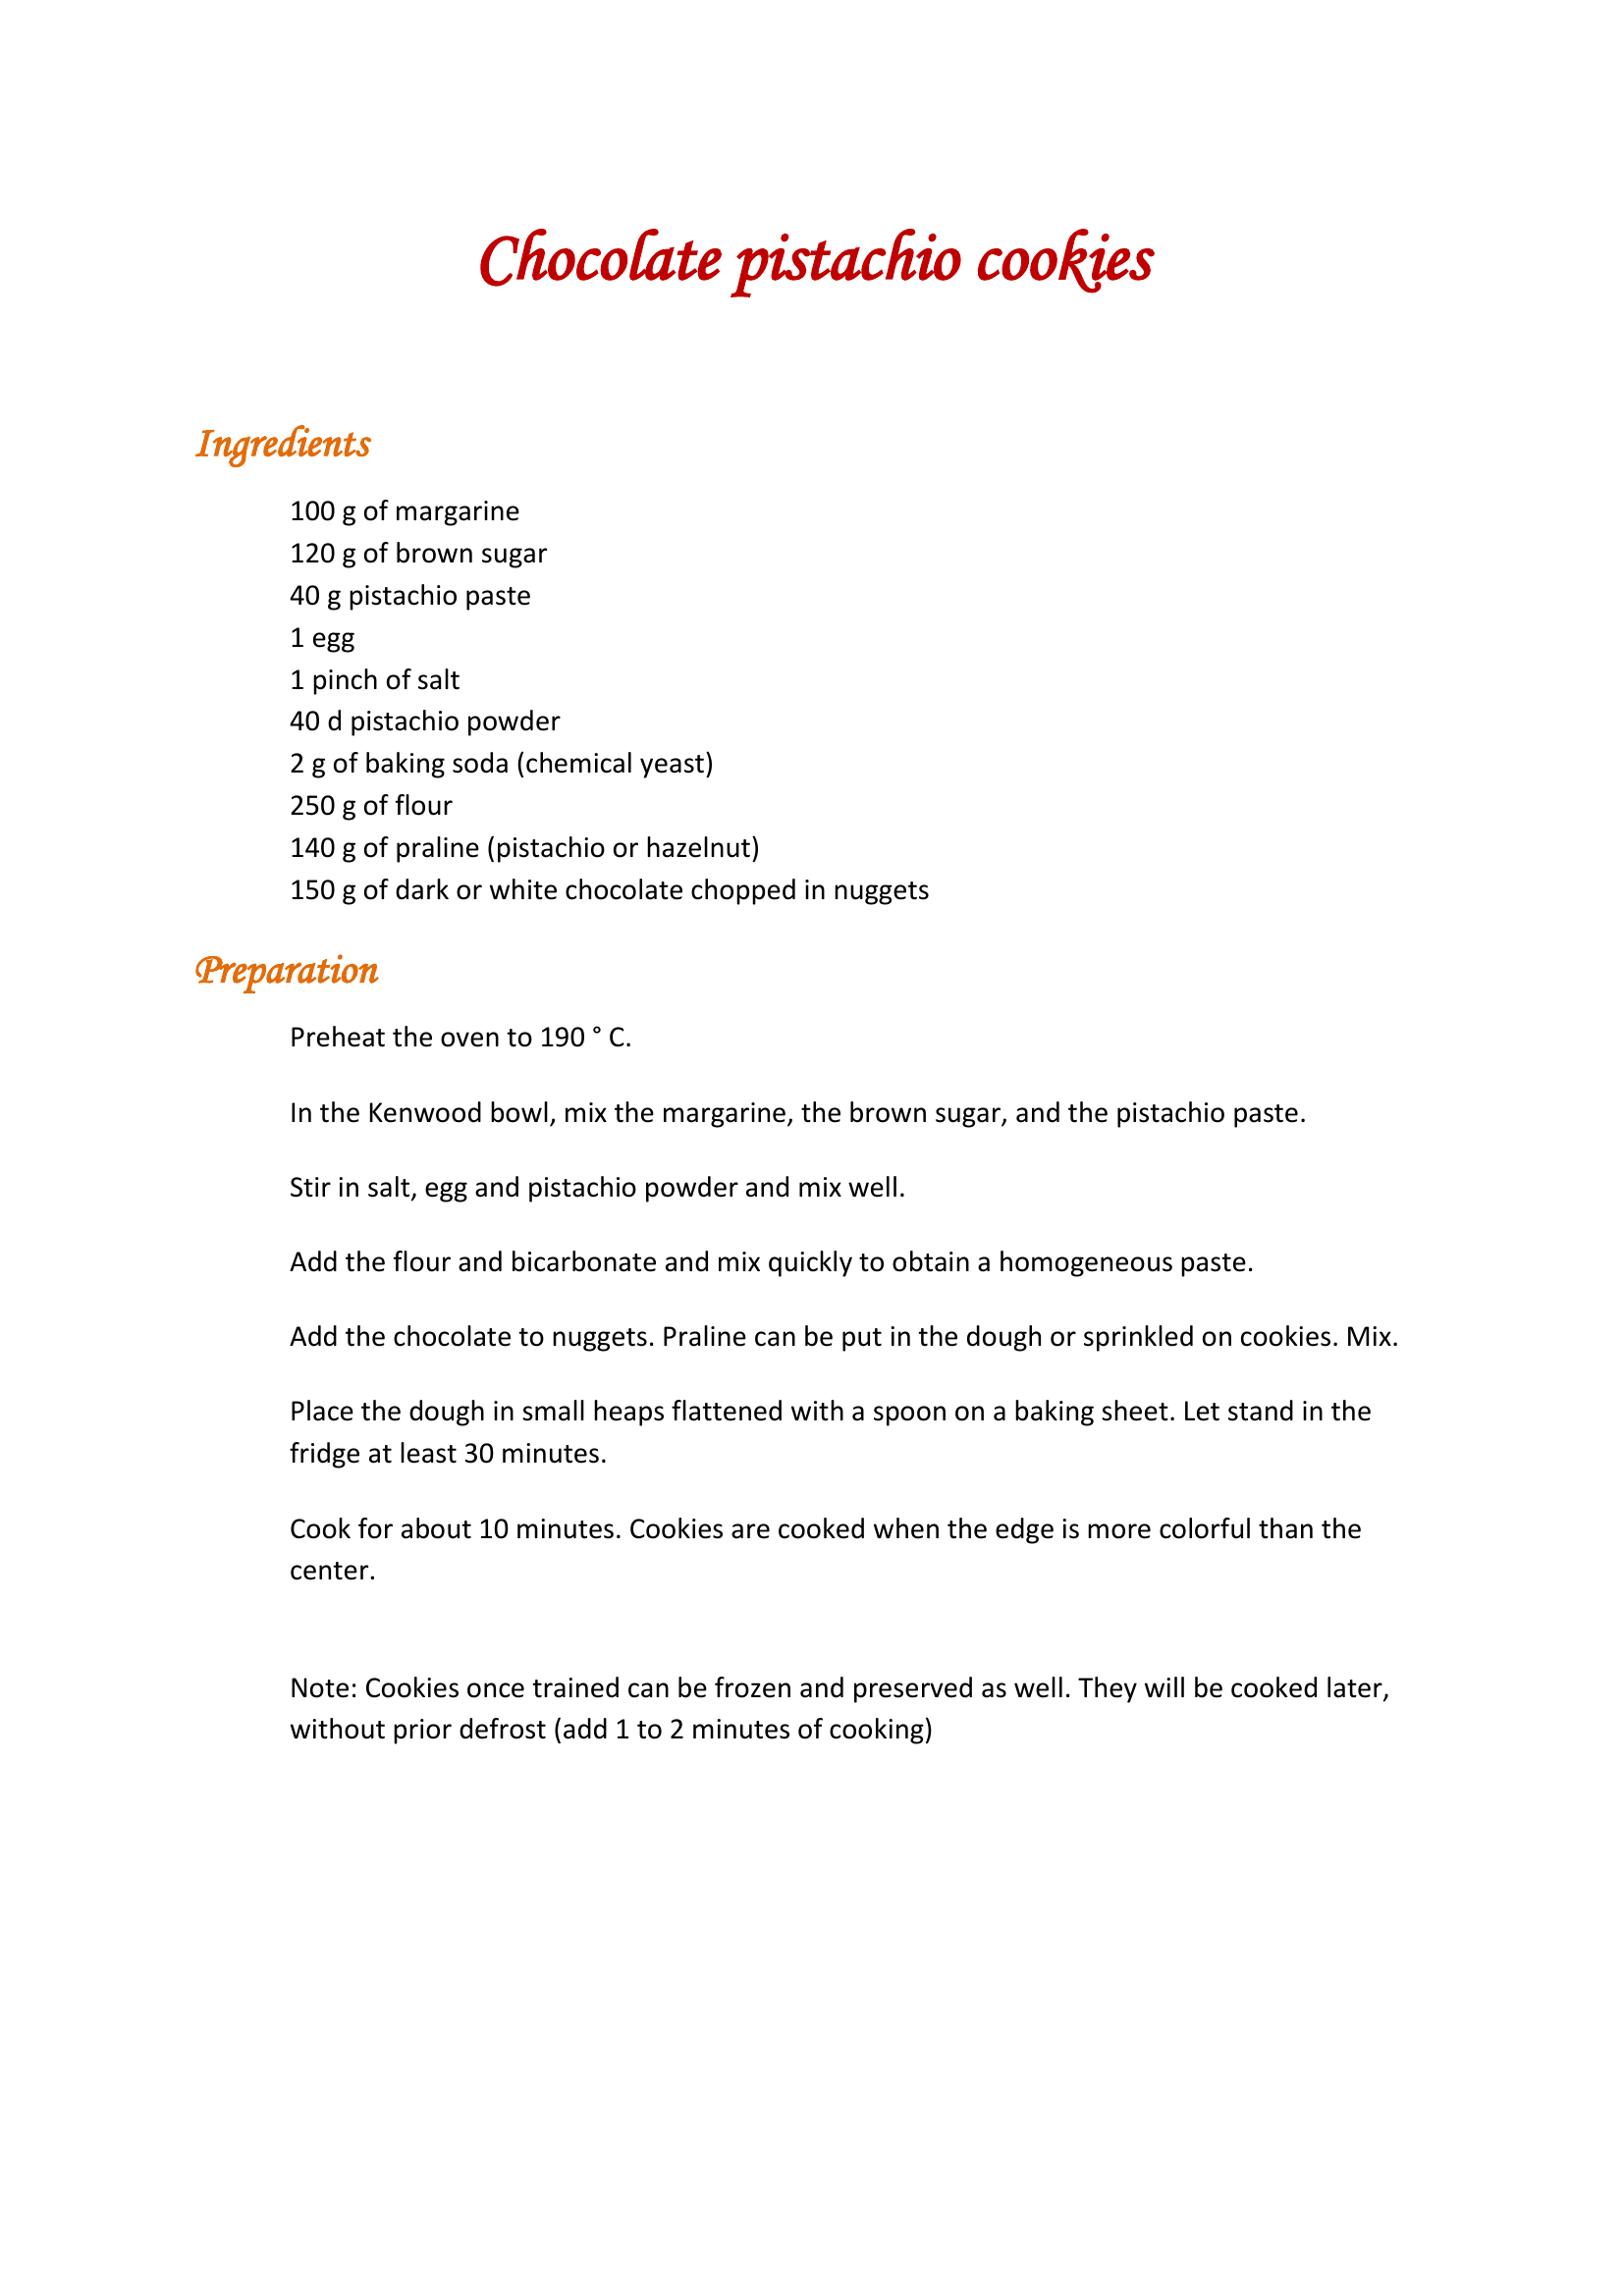 Chocolate pistachio cookies
Ingredients
100 g of margarine
120 g of brown sugar
40 g pistachio paste
1 egg
1 pinch of salt
40 d pistachio powder
2 g of baking soda (chemical yeast)
250 g of flour
140 g of praline (pistachio or hazelnut)
150 g of dark or white chocolate chopped in nuggets
Preparation
Preheat the oven to 190 ° C.
In the Kenwood bowl, mix the margarine, the brown sugar, and the pistachio paste.
Stir in salt, egg and pistachio powder and mix well.
Add the flour and bicarbonate and mix quickly to obtain a homogeneous paste.
Add the chocolate to nuggets. Praline can be put in the dough or sprinkled on cookies. Mix.
Place the dough in small heaps flattened with a spoon on a baking sheet. Let stand in the
fridge at least 30 minutes.
Cook for about 10 minutes. Cookies are cooked when the edge is more colorful than the
center.
Note: Cookies once trained can be frozen and preserved as well. They will be cooked later,
without prior defrost (add 1 to 2 minutes of cooking)